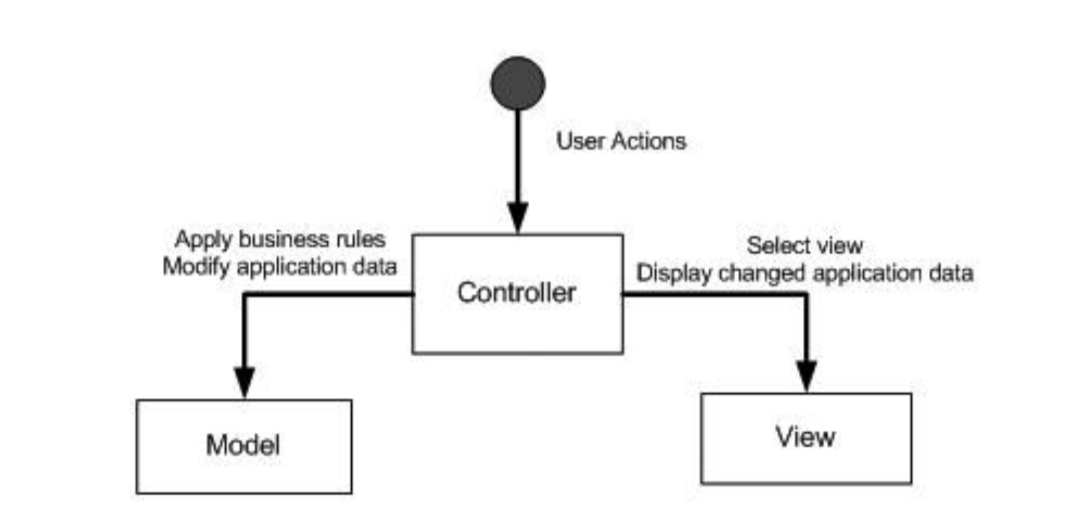 User Actions
Apply business rules
Modify application data
Controller
Select view
Display changed application data
Model
View